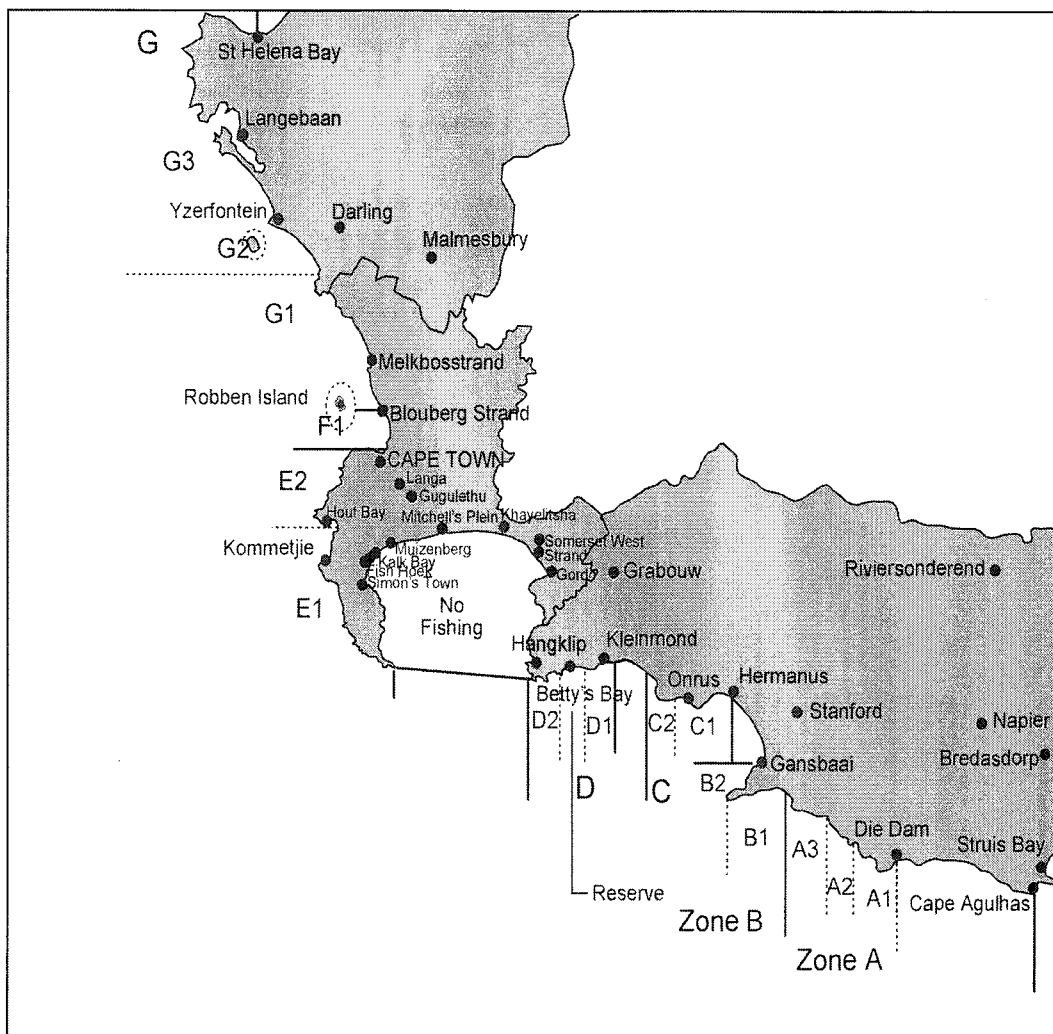 G
St Helena Bay
Langebaan
G3
Yzerfontein
Darling
G2
Malmesbury
G1
Melkbosstrand
Robben Island
Blouberg Strand
F1
CAPE TOWN
E2
Langa
Gugulethu
Hout Bay
Mitchell's Plein
Khayelitsha
Muizenberg
Somerset West
Kommetjie
Kalk Bay
Strand
Fish Hoek
Gordo
Grabouw
Riviersonderend
Simon's Town
E1
No
Fishing
Hangklip
Kleinmond
Betty's Bay
Onrus
Hermanus
D2
D1
C2
C1
Stanford
Napier
Bredasdorp
Gansbaai
D
C
B2
B1
A3
Die Dam
Struis Bay
A2
A1
Reserve
Cape Agulhas
Zone B
Zone A